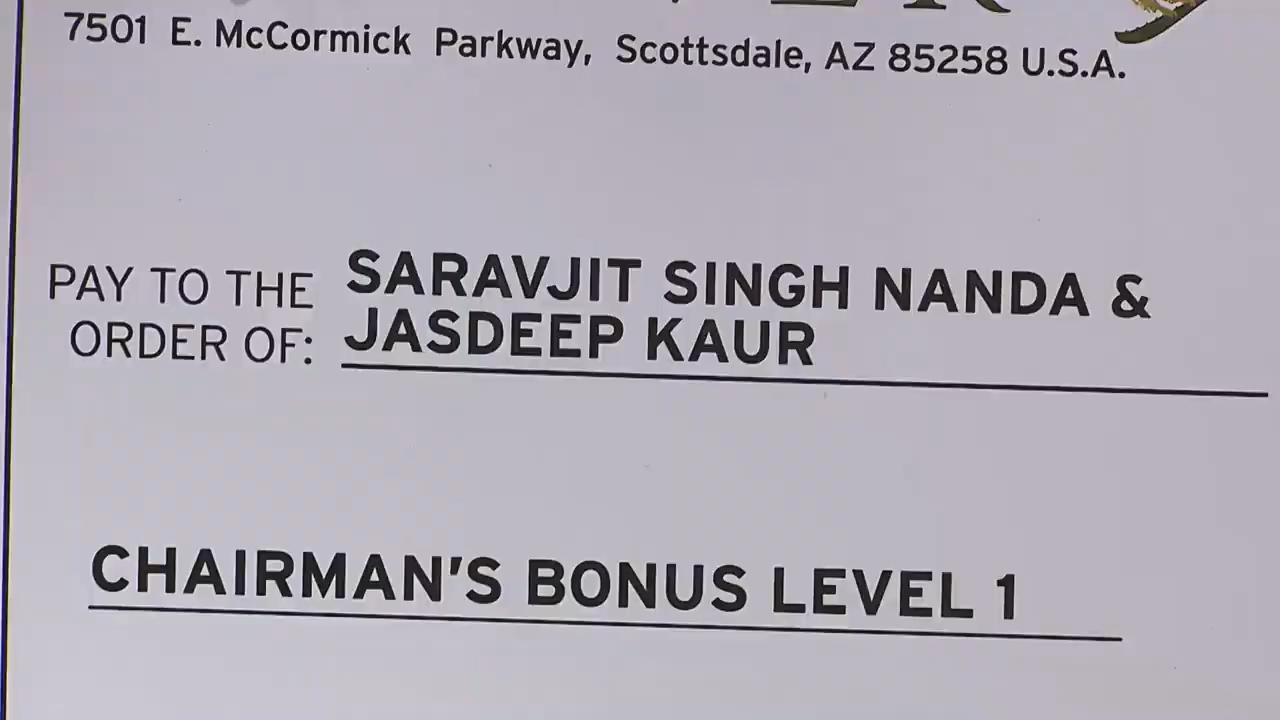 7501 E. McCormick Parkway, Scottsdale, AZ 85258 U.S.A.
PAY TO THE ORDER OF:
SARAVJIT SINGH NANDA &
JASDEEP KAUR
CHAIRMAN'S BONUS LEVEL 1